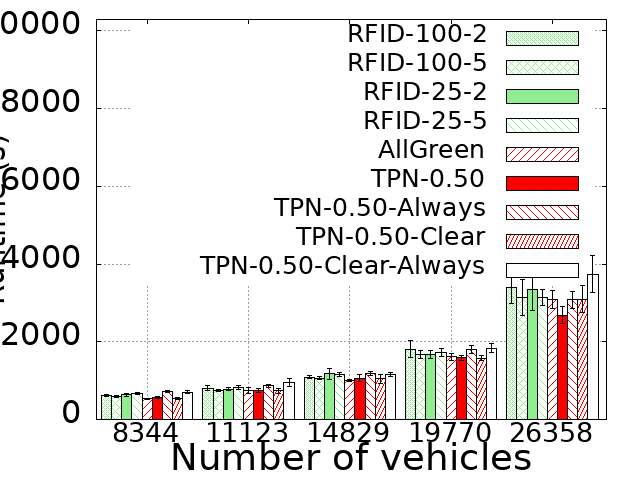 RFID-100-2
RFID-100-5
RFID-25-2
RFID-25-5
AllGreen
TPN-0.50
TPN-0.50-Always
TPN-0.50-Clear
TPN-0.50-Clear-Always
0000
8000
6000
4000
2000
0
8344 11123 14829 19770 26358
Number of vehicles